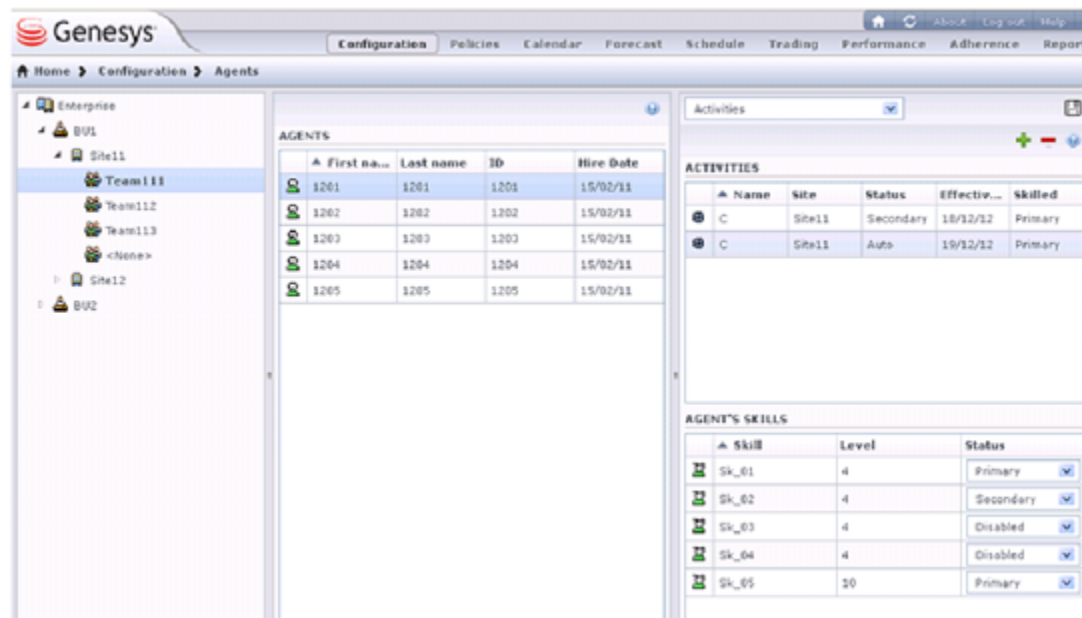 Genesys
About Log out Help
Configuration Policies Calendar Forecast Schedule Trading Performance Adherence Repor
Home > Configuration > Agents
Enterprise
BU1
Site11
Team111
Team112
Team113
<None>
Site12
BU2
AGENTS
First na... Last name ID Hire Date
1201 1201 1201 15/02/11
1202 1202 1202 15/02/11
1203 1203 1203 15/02/11
1204 1204 1204 15/02/11
1205 1205 1205 15/02/11
Activities
ACTIVITIES
Name Site Status Effectiv... Skilled
C Site11 Secondary 18/12/12 Primary
C Site11 Auto 19/12/12 Primary
AGENT'S SKILLS
Skill Level Status
Sk_01 4 Primary
Sk_02 4 Secondary
Sk_03 4 Disabled
Sk_04 4 Disabled
Sk_05 10 Primary